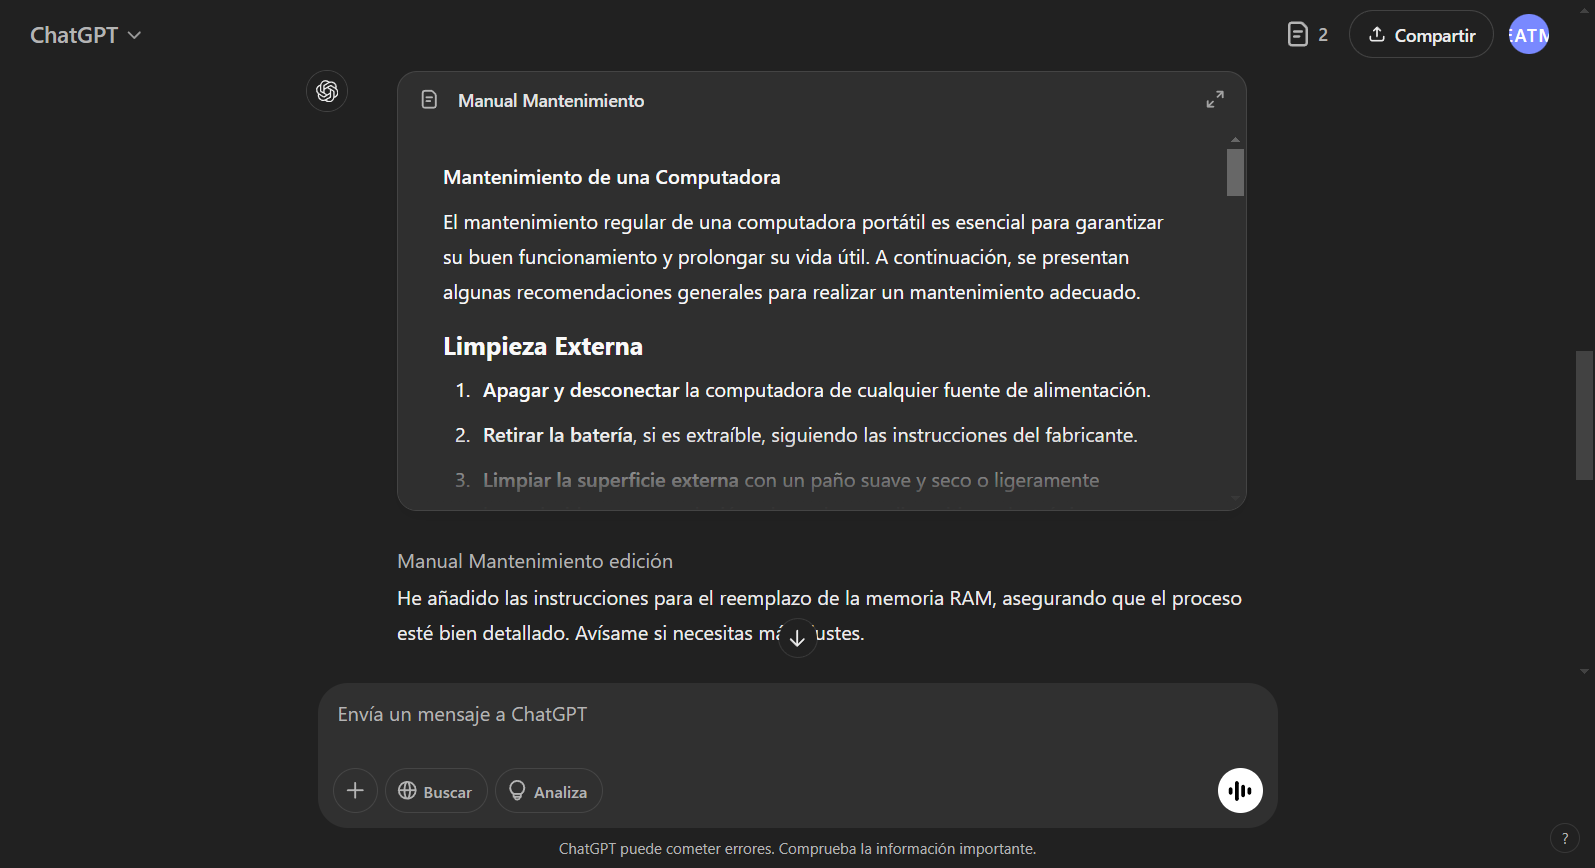 ChatGPT
2
Compartir
EATM
Manual Mantenimiento
Mantenimiento de una Computadora
El mantenimiento regular de una computadora portátil es esencial para garantizar
su buen funcionamiento y prolongar su vida útil. A continuación, se presentan
algunas recomendaciones generales para realizar un mantenimiento adecuado.
Limpieza Externa
1. Apagar y desconectar la computadora de cualquier fuente de alimentación.
2. Retirar la batería, si es extraíble, siguiendo las instrucciones del fabricante.
3. Limpiar la superficie externa con un paño suave y seco o ligeramente
Manual Mantenimiento edición
He añadido las instrucciones para el reemplazo de la memoria RAM, asegurando que el proceso
esté bien detallado. Avísame si necesitas
Envía un mensaje a ChatGPT
Buscar
Analiza
ChatGPT puede cometer errores. Comprueba la información importante.
?